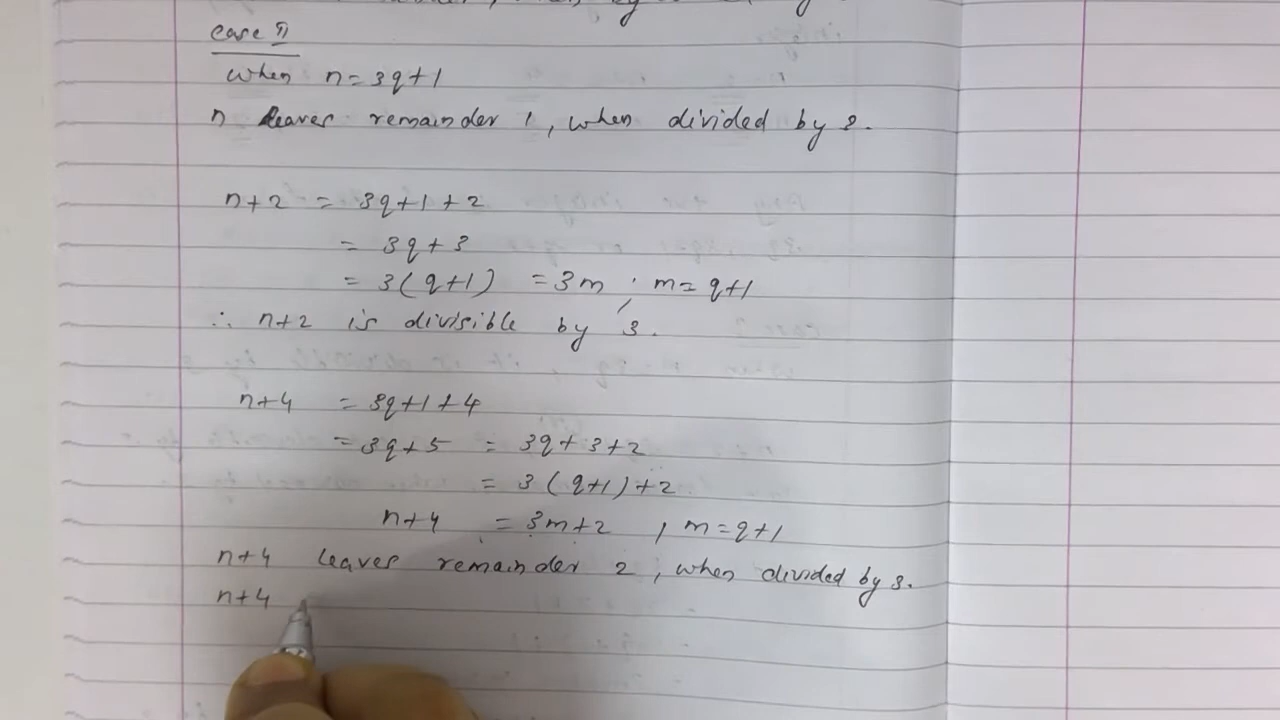 case II
when n = 3q+1
n leaves remainder 1, when divided by 3.
n+2 = 3q+1+2
= 3q+3
= 3(q+1) = 3m , m = q+1
∴ n+2 is divisible by 3.
n+4 = 3q+1+4
= 3q+5 = 3q+3+2
= 3(q+1)+2
n+4 = 3m+2 , m = q+1
n+4 leaves remainder 2, when divided by 3.
n+4